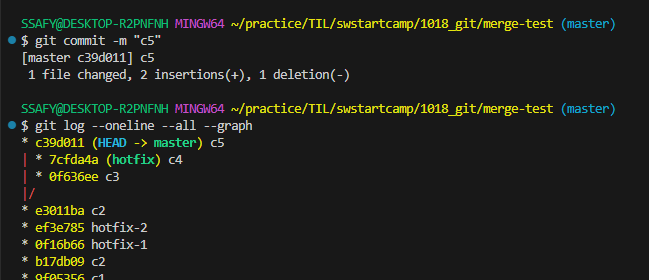 SSAFY@DESKTOP-R2PNFNH MINGW64 ~/practice/TIL/swstartcamp/1018_git/merge-test (master)
$ git commit -m "c5"
[master c39d011] c5
 1 file changed, 2 insertions(+), 1 deletion(-)

SSAFY@DESKTOP-R2PNFNH MINGW64 ~/practice/TIL/swstartcamp/1018_git/merge-test (master)
$ git log --oneline --all --graph
* c39d011 (HEAD -> master) c5
| * 7cfda4a (hotfix) c4
| * 0f636ee c3
|/
* e3011ba c2
* ef3e785 hotfix-2
* 0f16b66 hotfix-1
* b17db09 c2
* 9f05356 c1